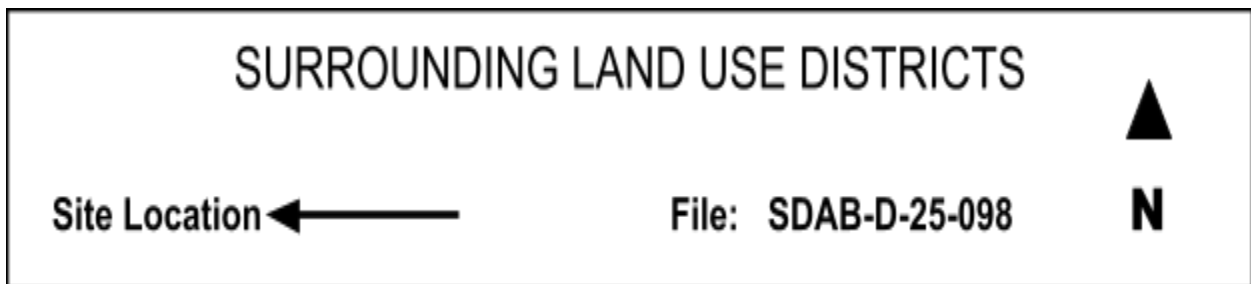 SURROUNDING LAND USE DISTRICTS
Site Location File: SDAB-D-25-098 N